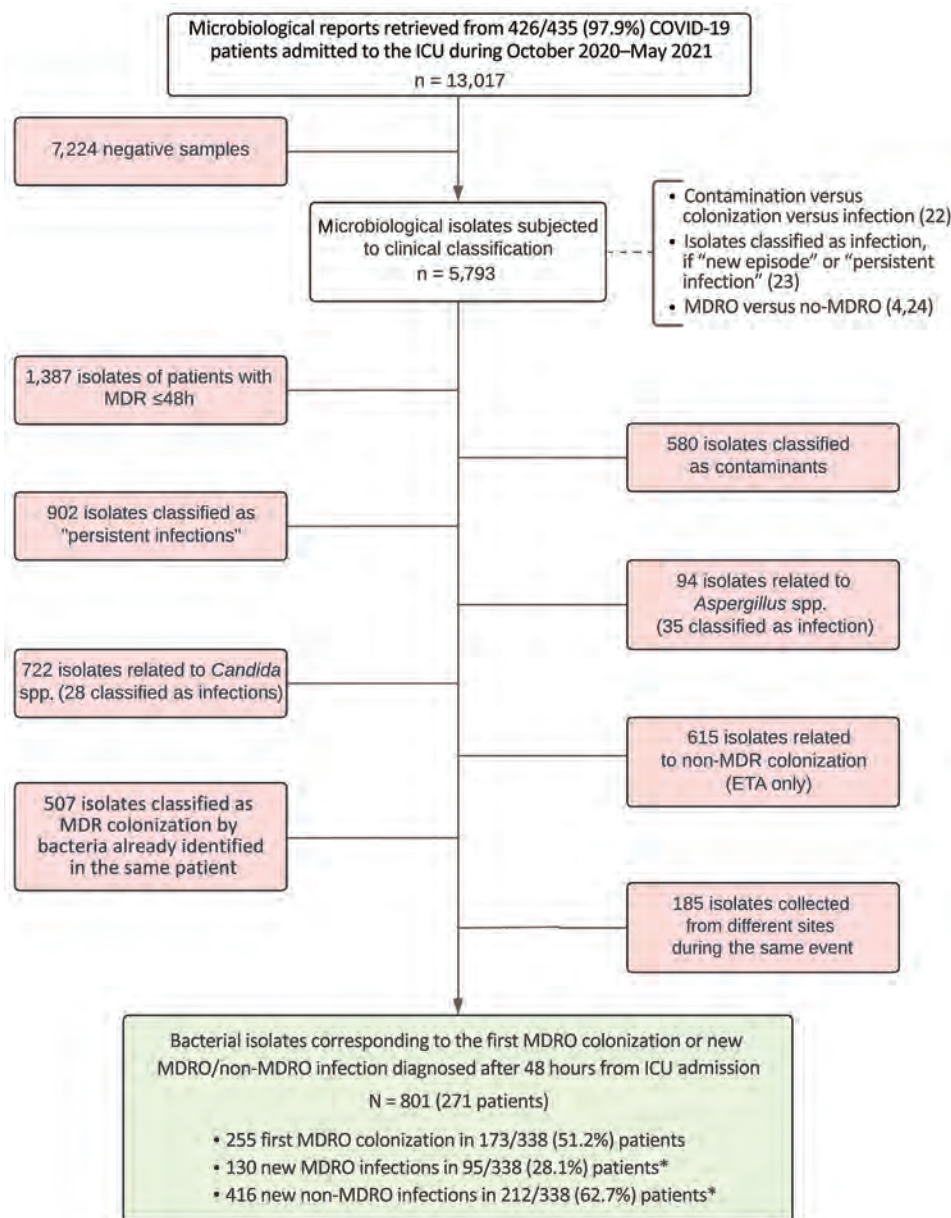 Microbiological reports retrieved from 426/435 (97.9%) COVID-19
patients admitted to the ICU during October 2020–May 2021
n = 13,017
7,224 negative samples
Microbiological isolates subjected
to clinical classification
n = 5,793
• Contamination versus
colonization versus infection (22)
• Isolates classified as infection,
if “new episode” or “persistent
infection” (23)
• MDRO versus no-MDRO (4,24)
1,387 isolates of patients with
MDR ≤48h
580 isolates classified
as contaminants
902 isolates classified as
"persistent infections"
94 isolates related to
Aspergillus spp.
(35 classified as infection)
722 isolates related to Candida
spp. (28 classified as infections)
615 isolates related
to non-MDR colonization
(ETA only)
507 isolates classified as
MDR colonization by
bacteria already identified
in the same patient
185 isolates collected
from different sites
during the same event
Bacterial isolates corresponding to the first MDRO colonization or new
MDRO/non-MDRO infection diagnosed after 48 hours from ICU admission
N = 801 (271 patients)
• 255 first MDRO colonization in 173/338 (51.2%) patients
• 130 new MDRO infections in 95/338 (28.1%) patients*
• 416 new non-MDRO infections in 212/338 (62.7%) patients*